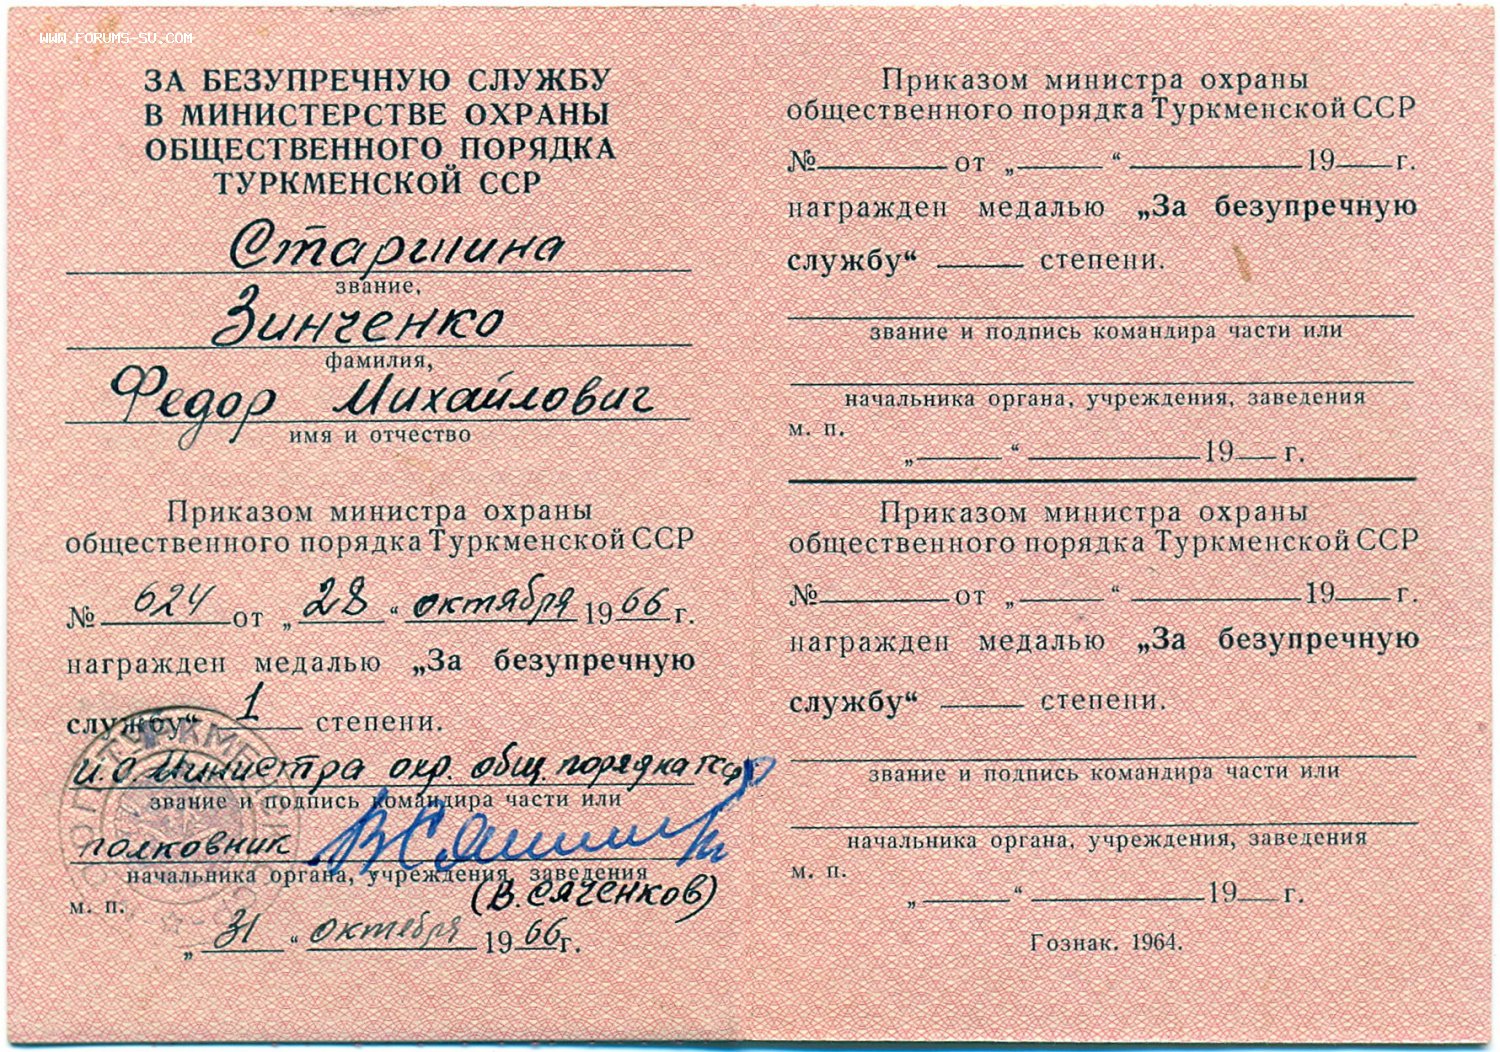 WWW.FORUMS-SU.COM
ЗА БЕЗУПРЕЧНУЮ СЛУЖБУ
В МИНИСТЕРСТВЕ ОХРАНЫ
ОБЩЕСТВЕННОГО ПОРЯДКА
ТУРКМЕНСКОЙ ССР
Старшина
звание,
Зинченко
фамилия,
Федор Михайлович
имя и отчество
Приказом министра охраны
общественного порядка Туркменской ССР
№ 624 от „28“ октября 1966 г.
награжден медалью „За безупречную
службу“ 1 степени.
И.О. Министра охр. общ. порядка ТССР
звание и подпись командира части или
полковник
начальника органа, учреждения, заведения
(В. Сяченков)
м. п.
„31“ октября 1966г.
Приказом министра охраны
общественного порядка Туркменской ССР
№ от „ “ 19 г.
награжден медалью „За безупречную
службу“ степени.
звание и подпись командира части или
начальника органа, учреждения, заведения
м. п.
„ “ 19 г.
Приказом министра охраны
общественного порядка Туркменской ССР
№ от „ “ 19 г.
награжден медалью „За безупречную
службу“ степени.
звание и подпись командира части или
начальника органа, учреждения, заведения
м. п.
„ “ 19 г.
Гознак. 1964.